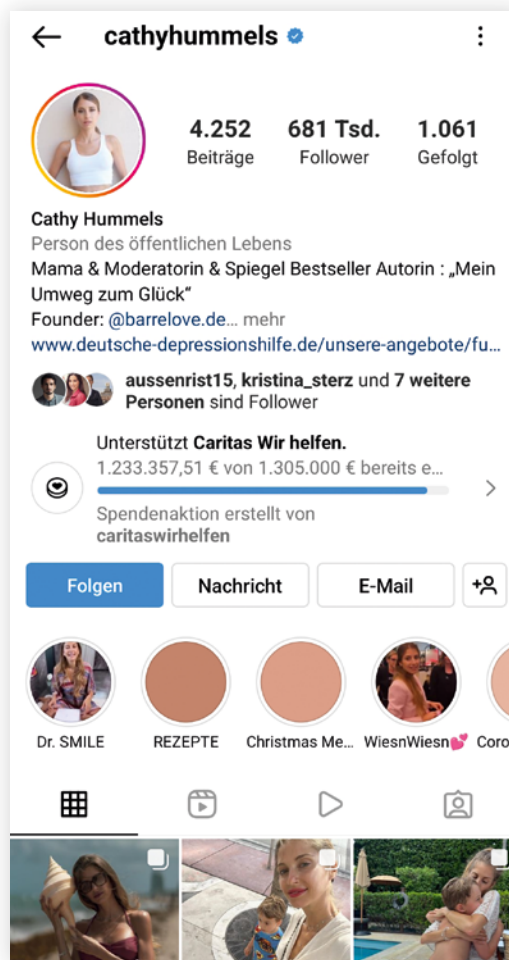 cathyhummels
4.252 681 Tsd. 1.061
Beiträge Follower Gefolgt
Cathy Hummels
Person des öffentlichen Lebens
Mama & Moderatorin & Spiegel Bestseller Autorin : „Mein
Umweg zum Glück“
Founder: @barrelove.de... mehr
www.deutsche-depressionshilfe.de/unsere-angebote/fu...
aussenrist15, kristina_sterz und 7 weitere
Personen sind Follower
Unterstützt Caritas Wir helfen.
1.233.357,51 € von 1.305.000 € bereits e...
Spendenaktion erstellt von
caritaswirhelfen
Folgen Nachricht E-Mail
Dr. SMILE REZEPTE Christmas Me... WiesnWiesn💕 Coro